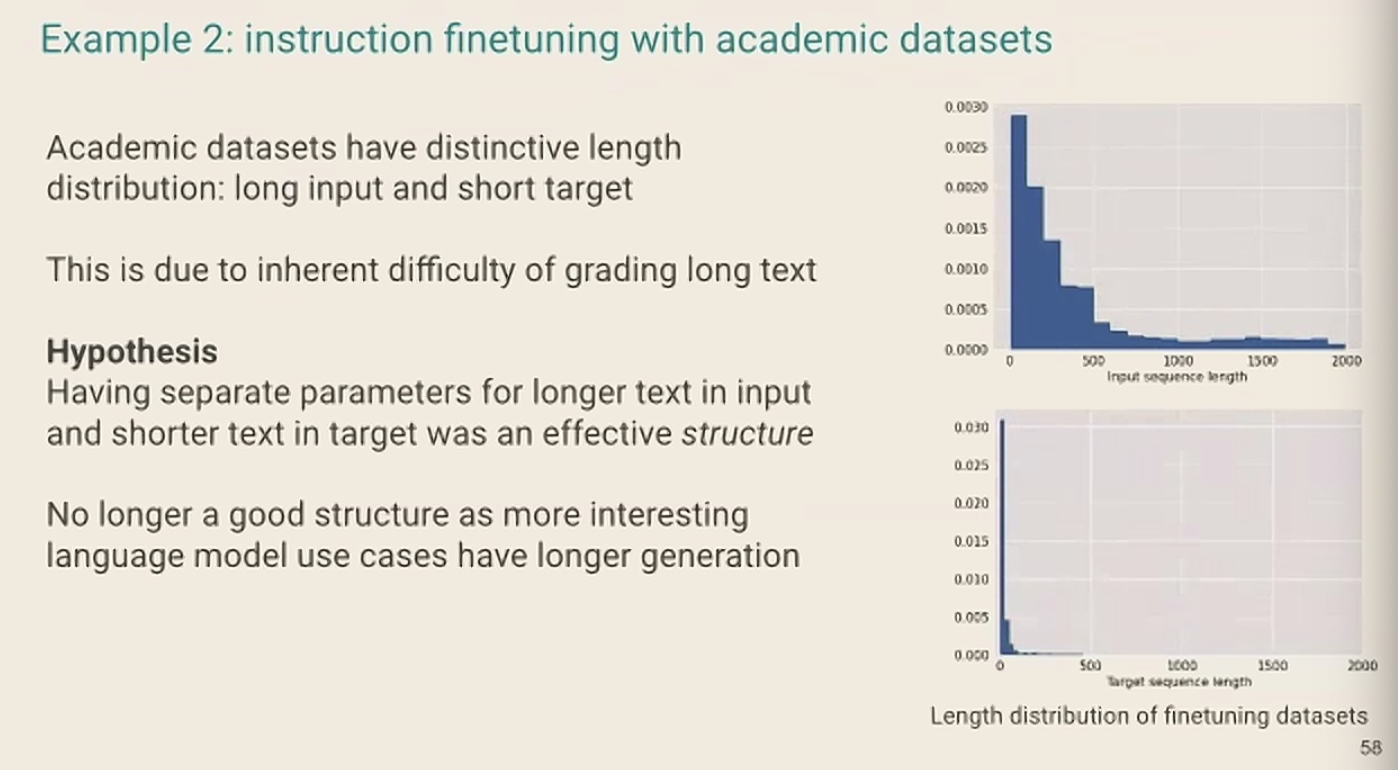 Example 2: instruction finetuning with academic datasets
Academic datasets have distinctive length
distribution: long input and short target
This is due to inherent difficulty of grading long text
Hypothesis
Having separate parameters for longer text in input
and shorter text in target was an effective structure
No longer a good structure as more interesting
language model use cases have longer generation
0.0030
0.0025
0.0020
0.0015
0.0010
0.0005
0.0000
0 500 1000 1500 2000
Input sequence length
0.030
0.025
0.020
0.015
0.010
0.005
0.000
0 500 1000 1500 2000
Target sequence length
Length distribution of finetuning datasets
58